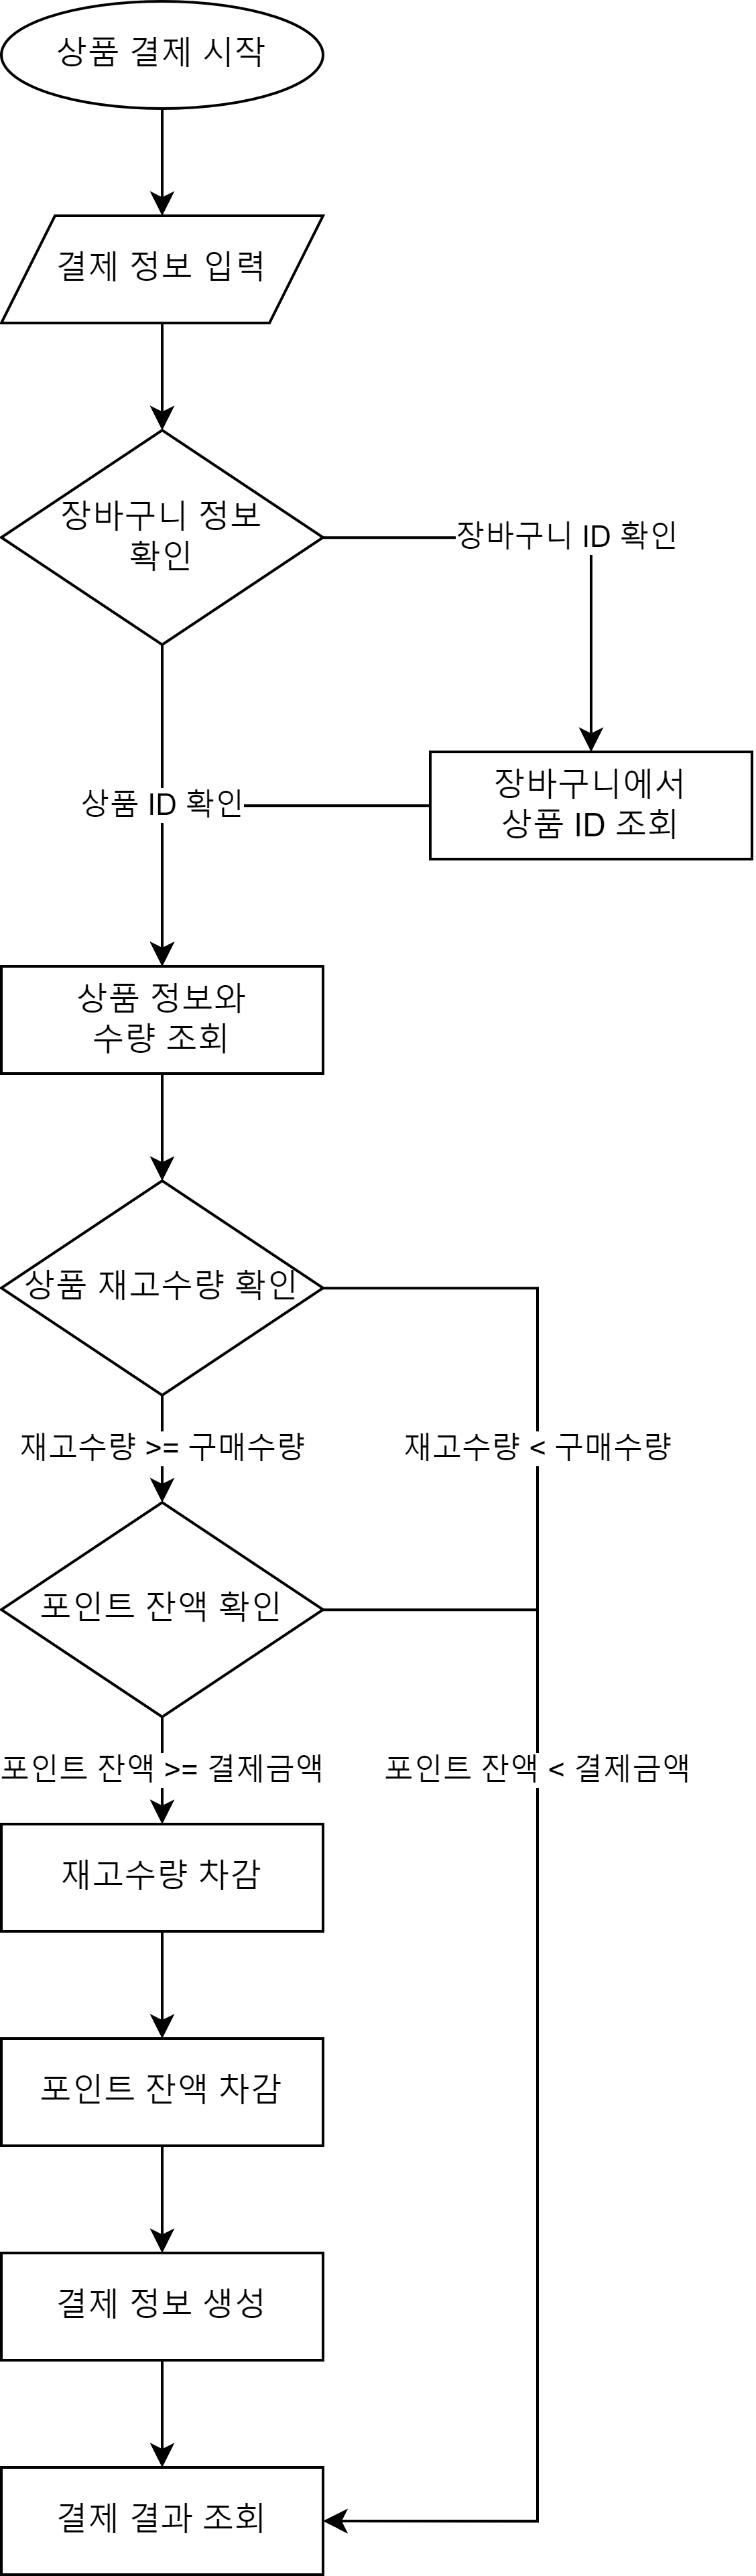 상품 결제 시작
결제 정보 입력
장바구니 정보
확인
장바구니 ID 확인
장바구니에서
상품 ID 조회
상품 ID 확인
상품 정보와
수량 조회
상품 재고수량 확인
재고수량 >= 구매수량
재고수량 < 구매수량
포인트 잔액 확인
포인트 잔액 >= 결제금액
포인트 잔액 < 결제금액
재고수량 차감
포인트 잔액 차감
결제 정보 생성
결제 결과 조회